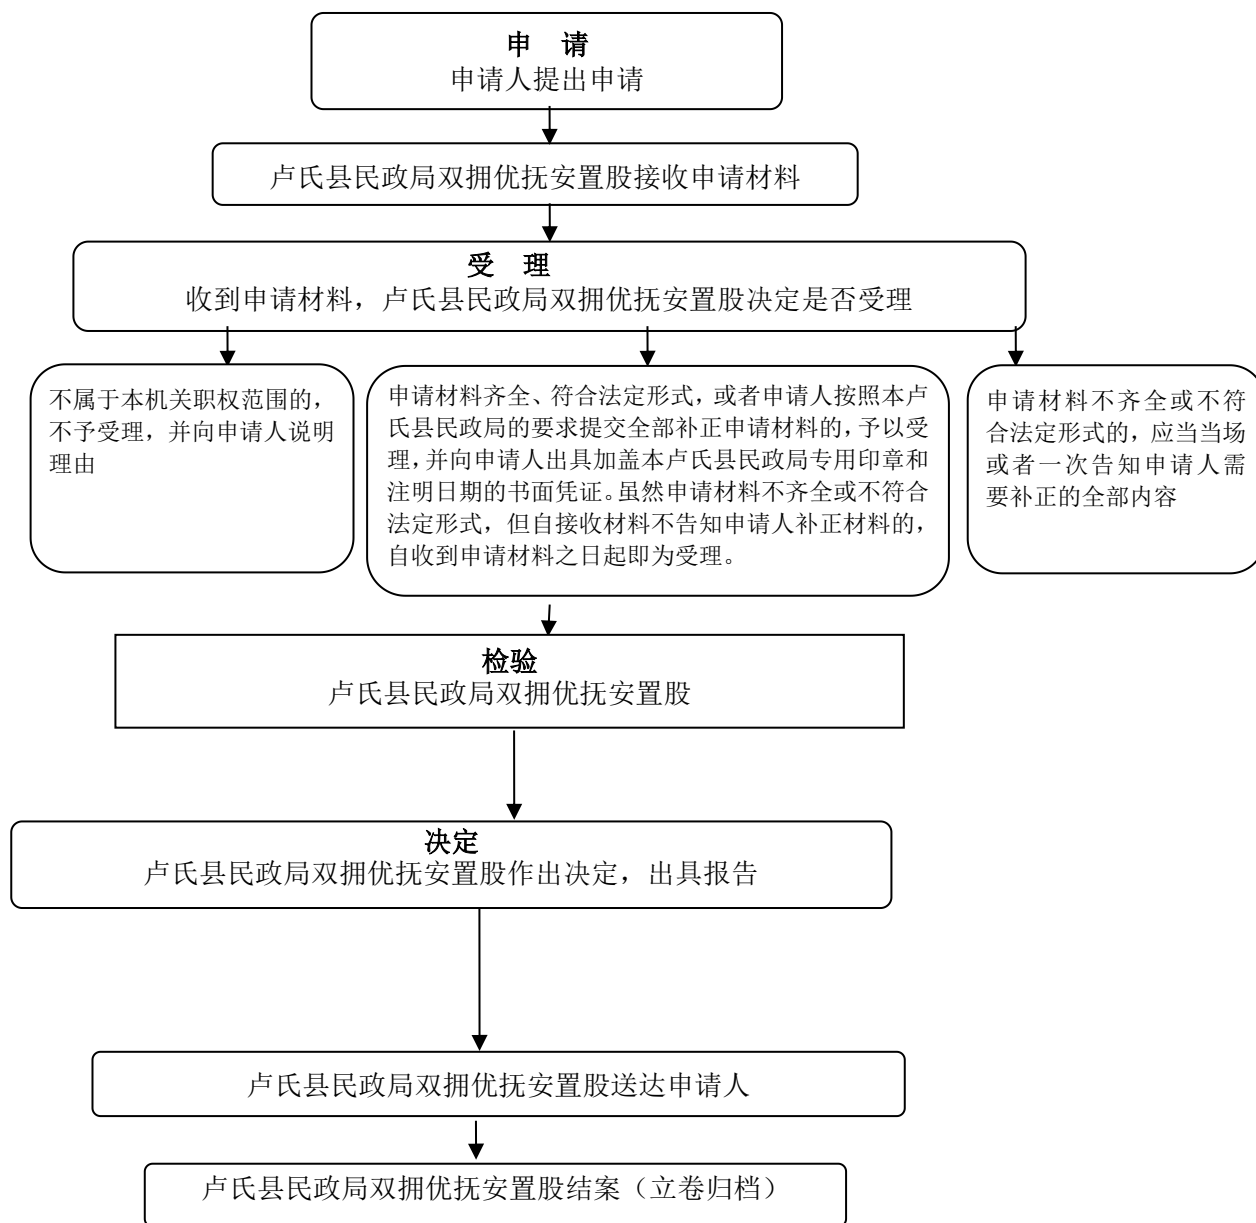 申 请
申请人提出申请
卢氏县民政局双拥优抚安置股接收申请材料
受 理
收到申请材料，卢氏县民政局双拥优抚安置股决定是否受理
不属于本机关职权范围的，
不予受理，并向申请人说明
理由
申请材料齐全、符合法定形式，或者申请人按照本卢
氏县民政局的要求提交全部补正申请材料的，予以受
理，并向申请人出具加盖本卢氏县民政局专用印章和
注明日期的书面凭证。虽然申请材料不齐全或不符合
法定形式，但自接收材料不告知申请人补正材料的，
自收到申请材料之日起即为受理。
申请材料不齐全或不符
合法定形式的，应当当场
或者一次告知申请人需
要补正的全部内容
检验
卢氏县民政局双拥优抚安置股
决定
卢氏县民政局双拥优抚安置股作出决定，出具报告
卢氏县民政局双拥优抚安置股送达申请人
卢氏县民政局双拥优抚安置股结案（立卷归档）